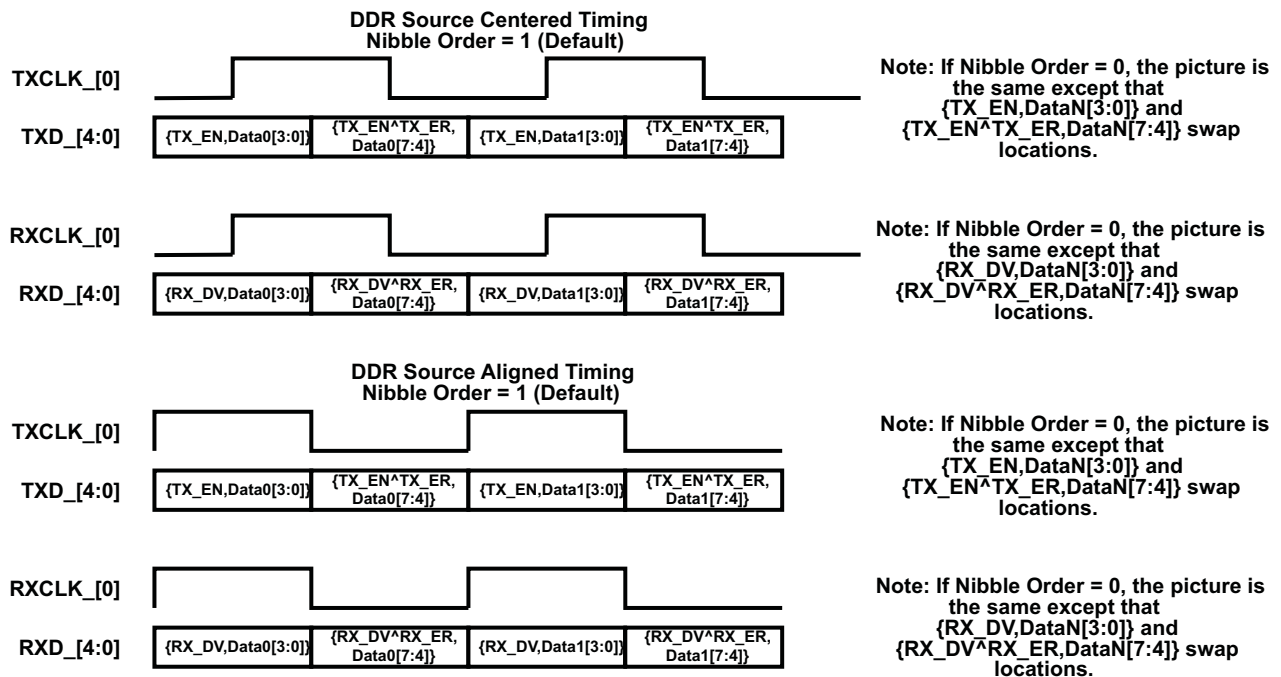 DDR Source Centered Timing
Nibble Order = 1 (Default)
TXCLK_[0]
TXD_[4:0]
{TX_EN,Data0[3:0]}
{TX_EN^TX_ER,
Data0[7:4]}
{TX_EN,Data1[3:0]}
{TX_EN^TX_ER,
Data1[7:4]}
Note: If Nibble Order = 0, the picture is
the same except that
{TX_EN,DataN[3:0]} and
{TX_EN^TX_ER,DataN[7:4]} swap
locations.
RXCLK_[0]
RXD_[4:0]
{RX_DV,Data0[3:0]}
{RX_DV^RX_ER,
Data0[7:4]}
{RX_DV,Data1[3:0]}
{RX_DV^RX_ER,
Data1[7:4]}
Note: If Nibble Order = 0, the picture is
the same except that
{RX_DV,DataN[3:0]} and
{RX_DV^RX_ER,DataN[7:4]} swap
locations.
DDR Source Aligned Timing
Nibble Order = 1 (Default)
TXCLK_[0]
TXD_[4:0]
{TX_EN,Data0[3:0]}
{TX_EN^TX_ER,
Data0[7:4]}
{TX_EN,Data1[3:0]}
{TX_EN^TX_ER,
Data1[7:4]}
Note: If Nibble Order = 0, the picture is
the same except that
{TX_EN,DataN[3:0]} and
{TX_EN^TX_ER,DataN[7:4]} swap
locations.
RXCLK_[0]
RXD_[4:0]
{RX_DV,Data0[3:0]}
{RX_DV^RX_ER,
Data0[7:4]}
{RX_DV,Data1[3:0]}
{RX_DV^RX_ER,
Data1[7:4]}
Note: If Nibble Order = 0, the picture is
the same except that
{RX_DV,DataN[3:0]} and
{RX_DV^RX_ER,DataN[7:4]} swap
locations.